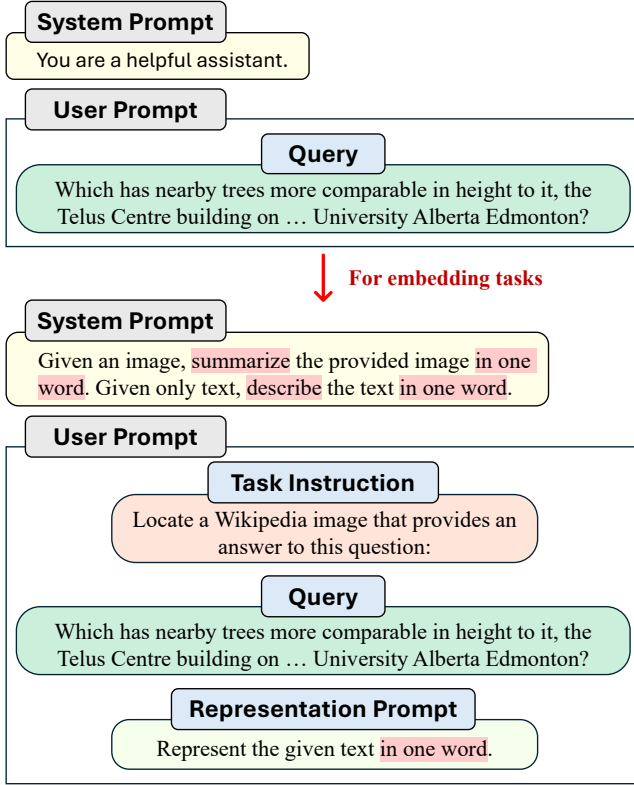 System Prompt
You are a helpful assistant.
User Prompt
Query
Which has nearby trees more comparable in height to it, the
Telus Centre building on … University Alberta Edmonton?
For embedding tasks
System Prompt
Given an image, summarize the provided image in one
word. Given only text, describe the text in one word.
User Prompt
Task Instruction
Locate a Wikipedia image that provides an
answer to this question:
Query
Which has nearby trees more comparable in height to it, the
Telus Centre building on … University Alberta Edmonton?
Representation Prompt
Represent the given text in one word.